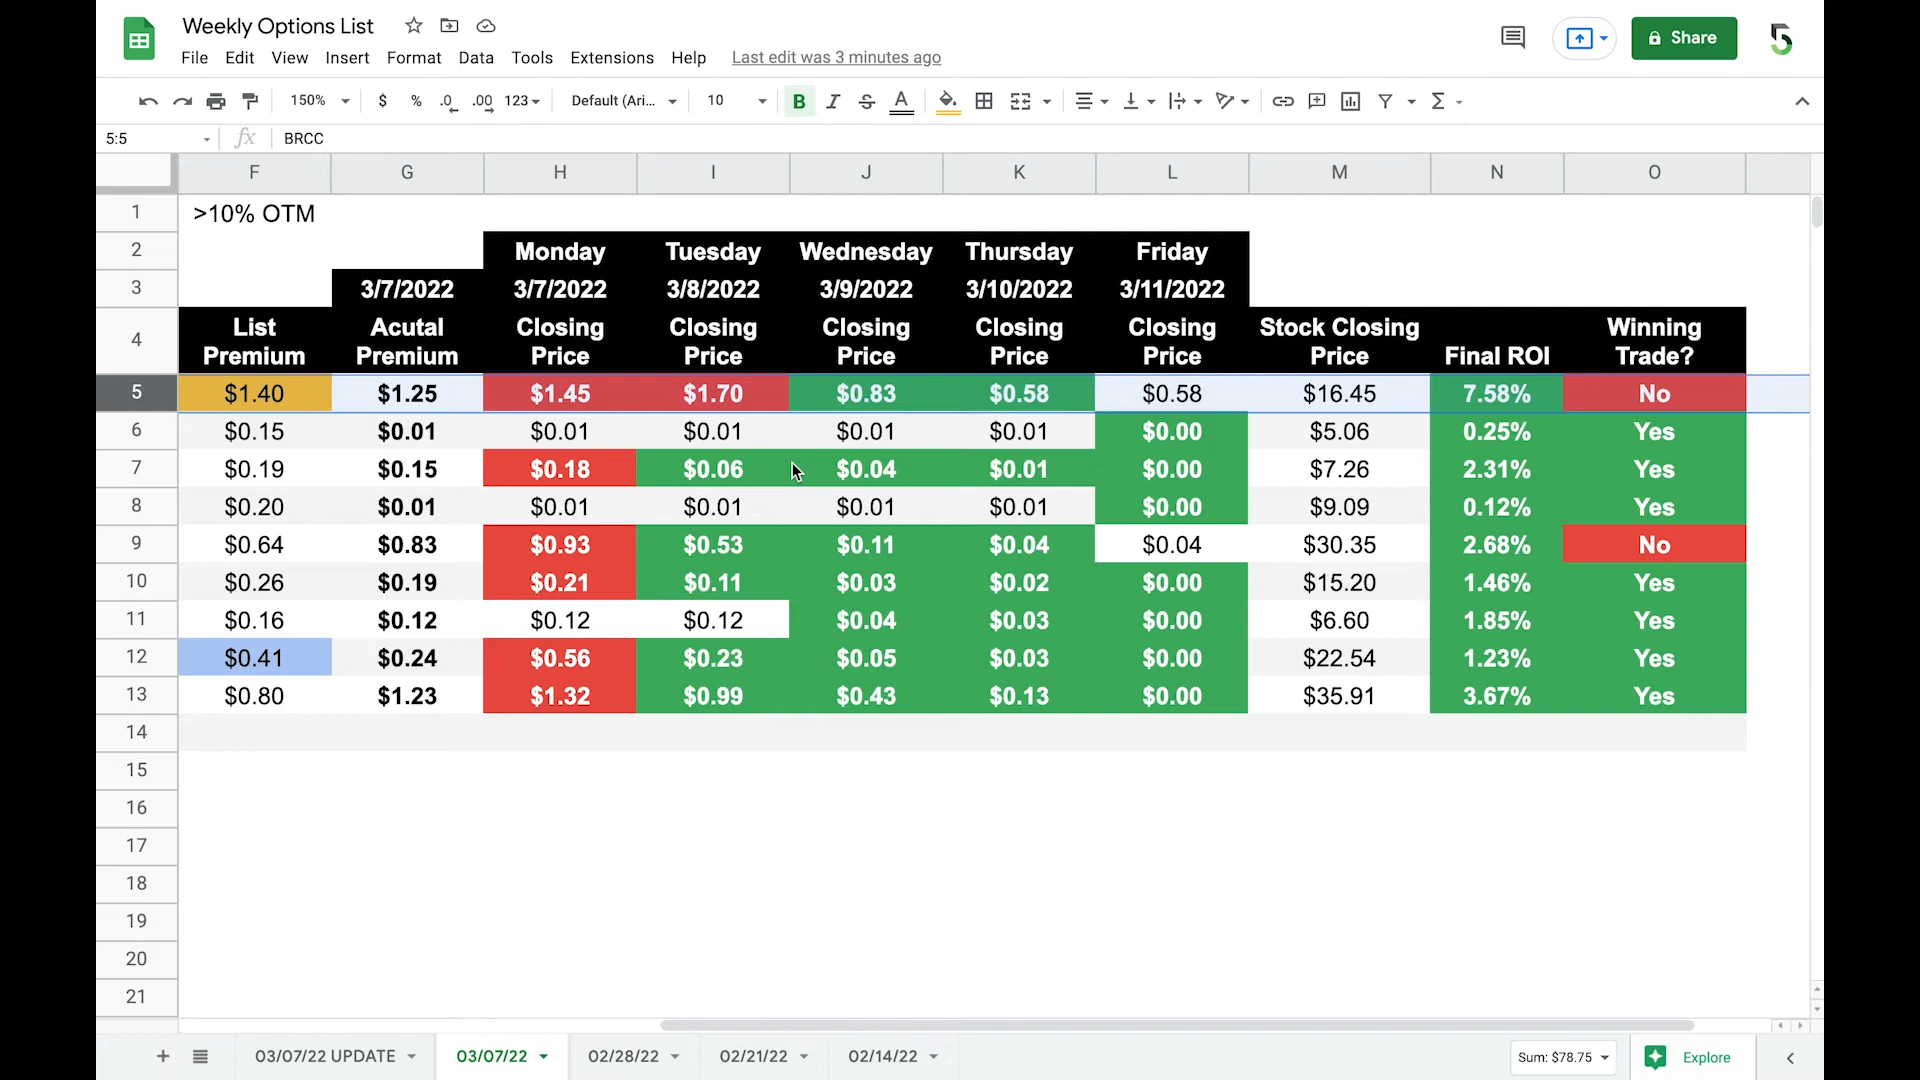 Weekly Options List
File Edit View Insert Format Data Tools Extensions Help Last edit was 3 minutes ago
Share
150% $ % .0 .00 123 Default (Ari... 10 B I S A Σ
5:5 fx BRCC
F G H I J K L M N O
1 >10% OTM
2 Monday Tuesday Wednesday Thursday Friday
3 3/7/2022 3/7/2022 3/8/2022 3/9/2022 3/10/2022 3/11/2022
4 List Premium Acutal Premium Closing Price Closing Price Closing Price Closing Price Closing Price Stock Closing Price Final ROI Winning Trade?
5 $1.40 $1.25 $1.45 $1.70 $0.83 $0.58 $0.58 $16.45 7.58% No
6 $0.15 $0.01 $0.01 $0.01 $0.01 $0.01 $0.00 $5.06 0.25% Yes
7 $0.19 $0.15 $0.18 $0.06 $0.04 $0.01 $0.00 $7.26 2.31% Yes
8 $0.20 $0.01 $0.01 $0.01 $0.01 $0.01 $0.00 $9.09 0.12% Yes
9 $0.64 $0.83 $0.93 $0.53 $0.11 $0.04 $0.04 $30.35 2.68% No
10 $0.26 $0.19 $0.21 $0.11 $0.03 $0.02 $0.00 $15.20 1.46% Yes
11 $0.16 $0.12 $0.12 $0.12 $0.04 $0.03 $0.00 $6.60 1.85% Yes
12 $0.41 $0.24 $0.56 $0.23 $0.05 $0.03 $0.00 $22.54 1.23% Yes
13 $0.80 $1.23 $1.32 $0.99 $0.43 $0.13 $0.00 $35.91 3.67% Yes
14
15
16
17
18
19
20
21
03/07/22 UPDATE 03/07/22 02/28/22 02/21/22 02/14/22 Sum: $78.75 Explore